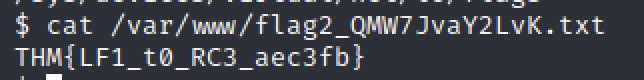 $ cat /var/www/flag2_QMW7JvaY2LvK.txt
THM{LF1_t0_RC3_aec3fb}